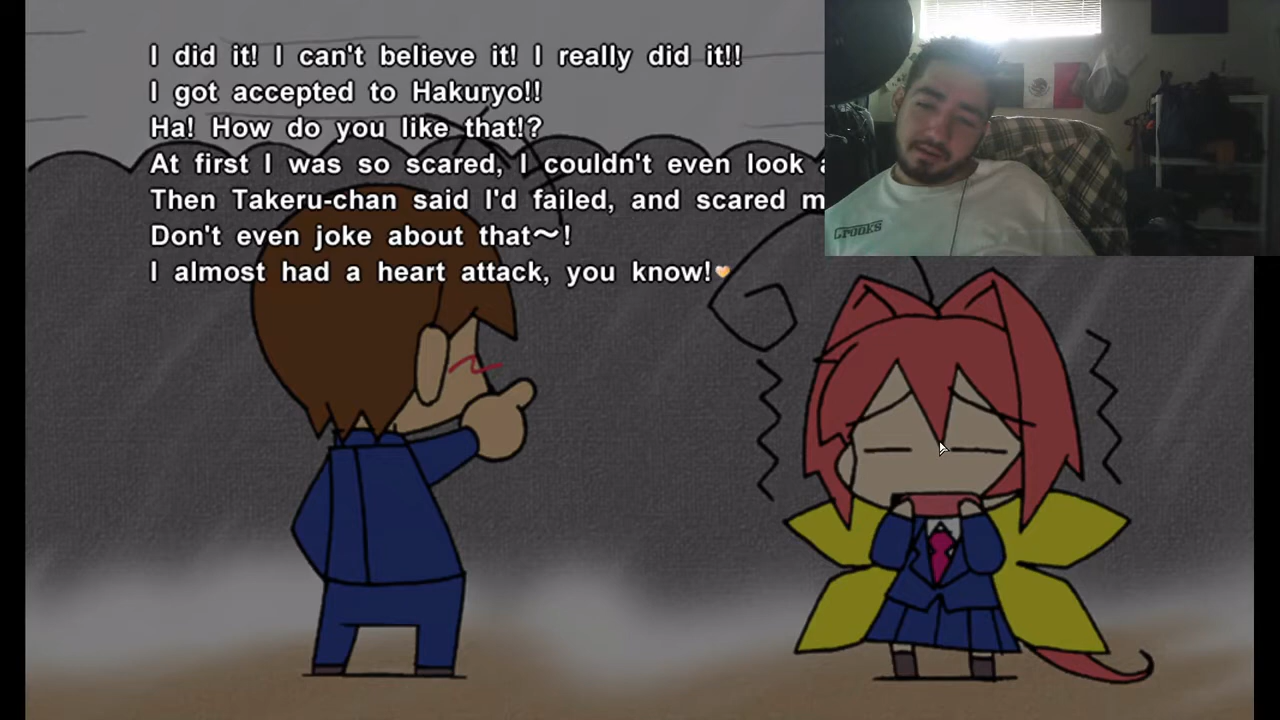 I did it! I can't believe it! I really did it!!
I got accepted to Hakuryo!!
Ha! How do you like that!?
At first I was so scared, I couldn't even look
Then Takeru-chan said I'd failed, and scared
Don't even joke about that～!
I almost had a heart attack, you know!🧡
CROOKS